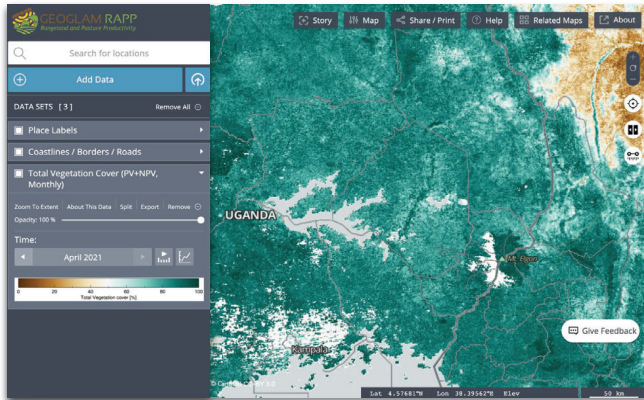 GEOGLAM RAPP
Rangeland and Pasture Productivity
Story
Map
Share / Print
Help
Related Maps
About
Search for locations
Add Data
DATA SETS [ 3 ]
Remove All
Place Labels
Coastlines / Borders / Roads
Total Vegetation Cover (PV+NPV, Monthly)
Zoom To Extent
About This Data
Split
Export
Remove
Opacity: 100 %
Time:
April 2021
0 20 40 60 80 100
Total Vegetation cover [%]
UGANDA
Mt. Elgon
Kampala
Give Feedback
Lat 4.57681°N Lon 38.39562°E Elev
50 km